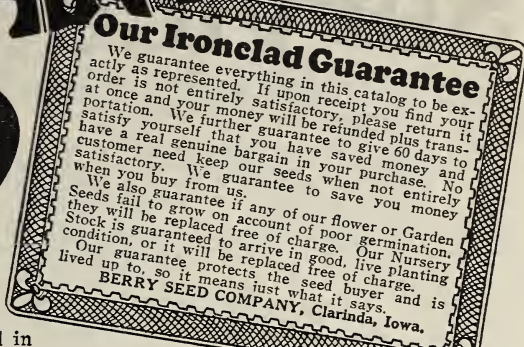 Our Ironclad Guarantee
We guarantee everything in this catalog to be ex-
actly as represented. If upon receipt you find your
order is not entirely satisfactory, please return it
at once and your money will be refunded plus trans-
portation. We further guarantee to give 60 days to
satisfy yourself that you have saved money and
have a real genuine bargain in your purchase. No
customer need keep our seeds when not entirely
satisfactory. We guarantee to save you money
when you buy from us.
We also guarantee if any of our flower or Garden
Seeds fail to grow on account of poor germination,
they will be replaced free of charge. Our Nursery
Stock is guaranteed to arrive in good, live planting
condition, or it will be replaced free of charge.
Our guarantee protects the seed buyer and is
lived up to, so it means just what it says.
BERRY SEED COMPANY, Clarinda, Iowa.
in